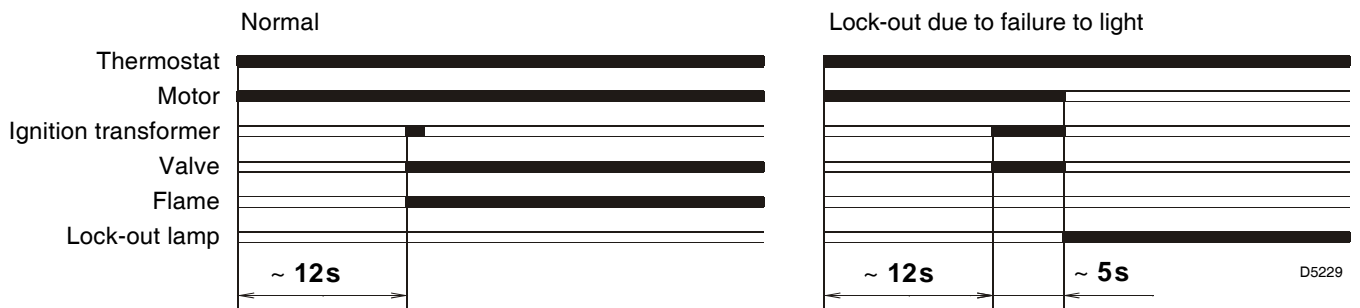 Normal
Lock-out due to failure to light
Thermostat
Motor
Ignition transformer
Valve
Flame
Lock-out lamp
~ 12s
~ 12s
~ 5s
D5229